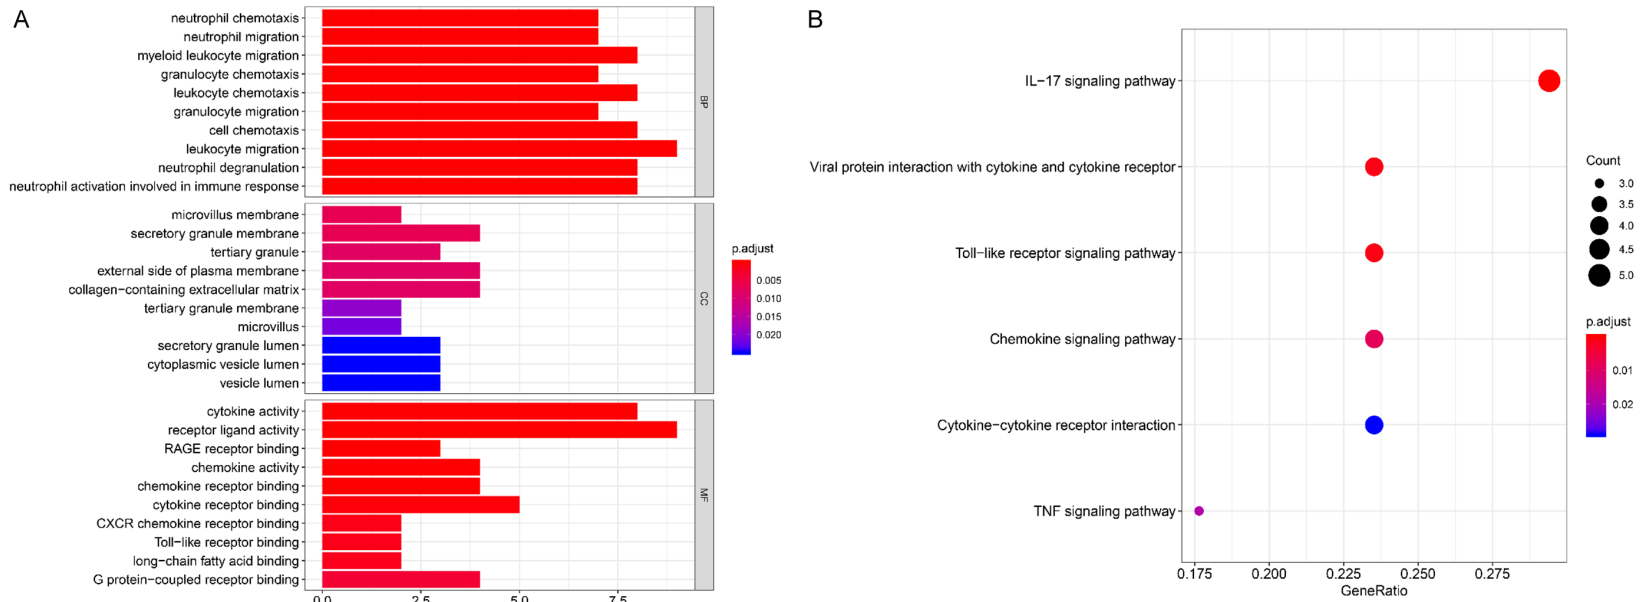 A
neutrophil chemotaxis
neutrophil migration
myeloid leukocyte migration
granulocyte chemotaxis
leukocyte chemotaxis
granulocyte migration
cell chemotaxis
leukocyte migration
neutrophil degranulation
neutrophil activation involved in immune response
BP
microvillus membrane
secretory granule membrane
tertiary granule
external side of plasma membrane
collagen−containing extracellular matrix
tertiary granule membrane
microvillus
secretory granule lumen
cytoplasmic vesicle lumen
vesicle lumen
CC
cytokine activity
receptor ligand activity
RAGE receptor binding
chemokine activity
chemokine receptor binding
cytokine receptor binding
CXCR chemokine receptor binding
Toll−like receptor binding
long−chain fatty acid binding
G protein−coupled receptor binding
MF
0.0 2.5 5.0 7.5
p.adjust
0.005
0.010
0.015
0.020
B
IL−17 signaling pathway
Viral protein interaction with cytokine and cytokine receptor
Toll−like receptor signaling pathway
Chemokine signaling pathway
Cytokine−cytokine receptor interaction
TNF signaling pathway
0.175 0.200 0.225 0.250 0.275
GeneRatio
Count
3.0
3.5
4.0
4.5
5.0
p.adjust
0.01
0.02